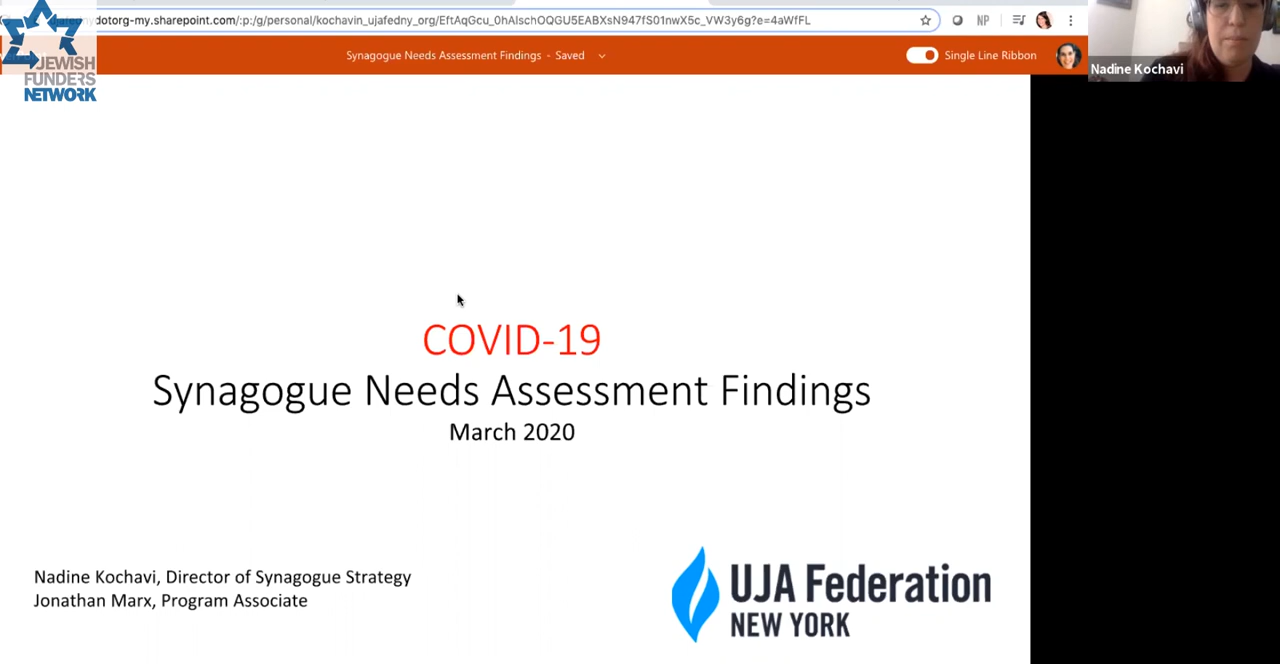 dotorg-my.sharepoint.com/:p:/g/personal/kochavin_ujafedny_org/EftAqGcu_0hAIschOQGU5EABXsN947fS01nwX5c_VW3y6g?e=4aWfFL
NP
JEWISH
FUNDERS
NETWORK
Synagogue Needs Assessment Findings - Saved
Single Line Ribbon
Nadine Kochavi
COVID-19
Synagogue Needs Assessment Findings
March 2020
Nadine Kochavi, Director of Synagogue Strategy
Jonathan Marx, Program Associate
UJA Federation
NEW YORK